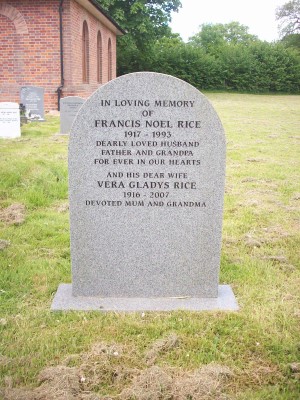 IN LOVING MEMORY
OF
FRANCIS NOEL RICE
1917 - 1993
DEARLY LOVED HUSBAND
FATHER AND GRANDPA
FOR EVER IN OUR HEARTS
AND HIS DEAR WIFE
VERA GLADYS RICE
1916 - 2007
DEVOTED MUM AND GRANDMA